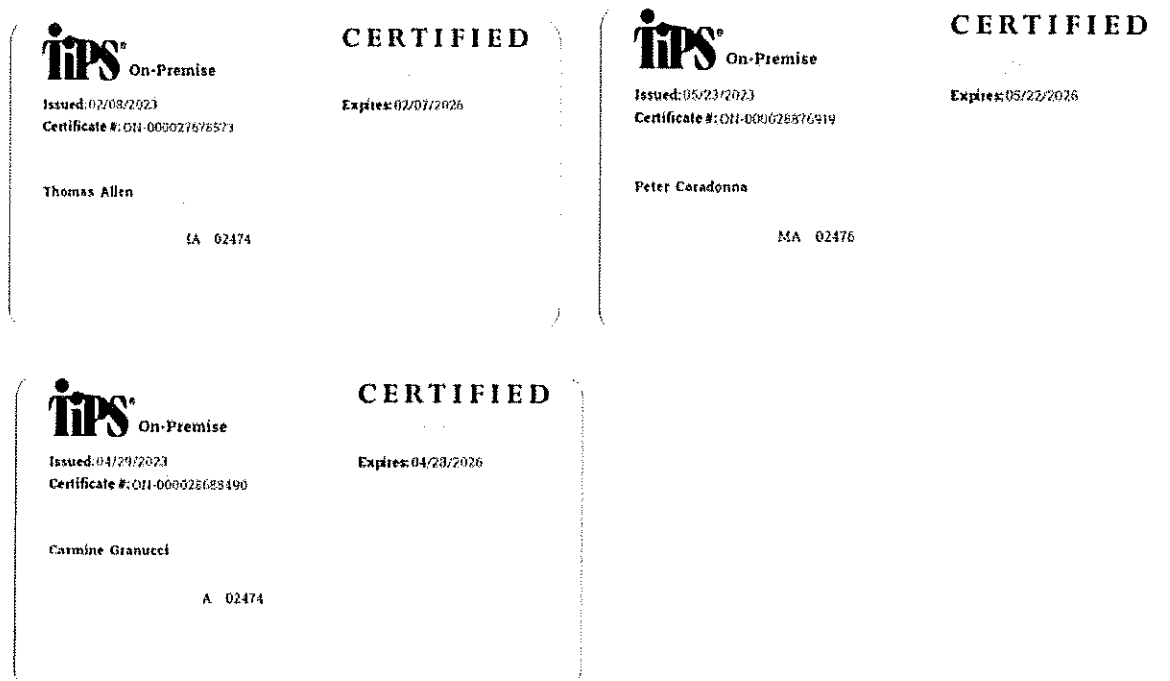 TiPS® On-Premise
CERTIFIED
Issued: 02/08/2023
Expires: 02/07/2026
Certificate #: ON-000027678573
Thomas Allen
02474
TiPS® On-Premise
CERTIFIED
Issued: 05/23/2023
Expires: 05/22/2026
Certificate #: ON-000028876919
Peter Caradonna
MA 02476
TiPS® On-Premise
CERTIFIED
Issued: 04/29/2023
Expires: 04/28/2026
Certificate #: ON-000028688490
Carmine Granucci
A 02474